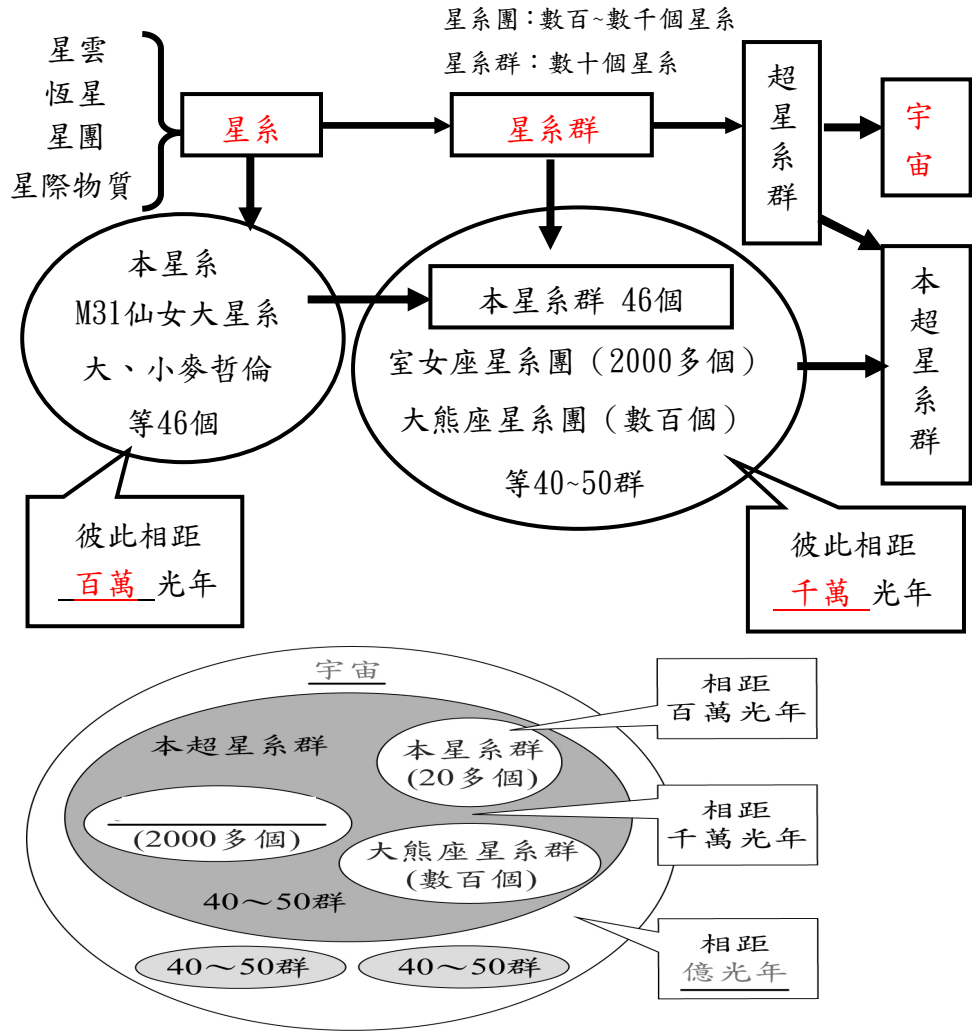 星系團：數百~數千個星系
星系群：數十個星系
星雲
恆星
星團
星際物質
星系
星系群
超星系群
宇宙
本星系
M31仙女大星系
大、小麥哲倫
等46個
本星系群 46個
室女座星系團（2000多個）
大熊座星系團（數百個）
等40~50群
本超星系群
彼此相距
百萬 光年
彼此相距
千萬 光年
宇宙
本超星系群
本星系群
(20多個)
(2000多個)
大熊座星系群
(數百個)
40～50群
40～50群
40～50群
相距
百萬光年
相距
千萬光年
相距
億光年